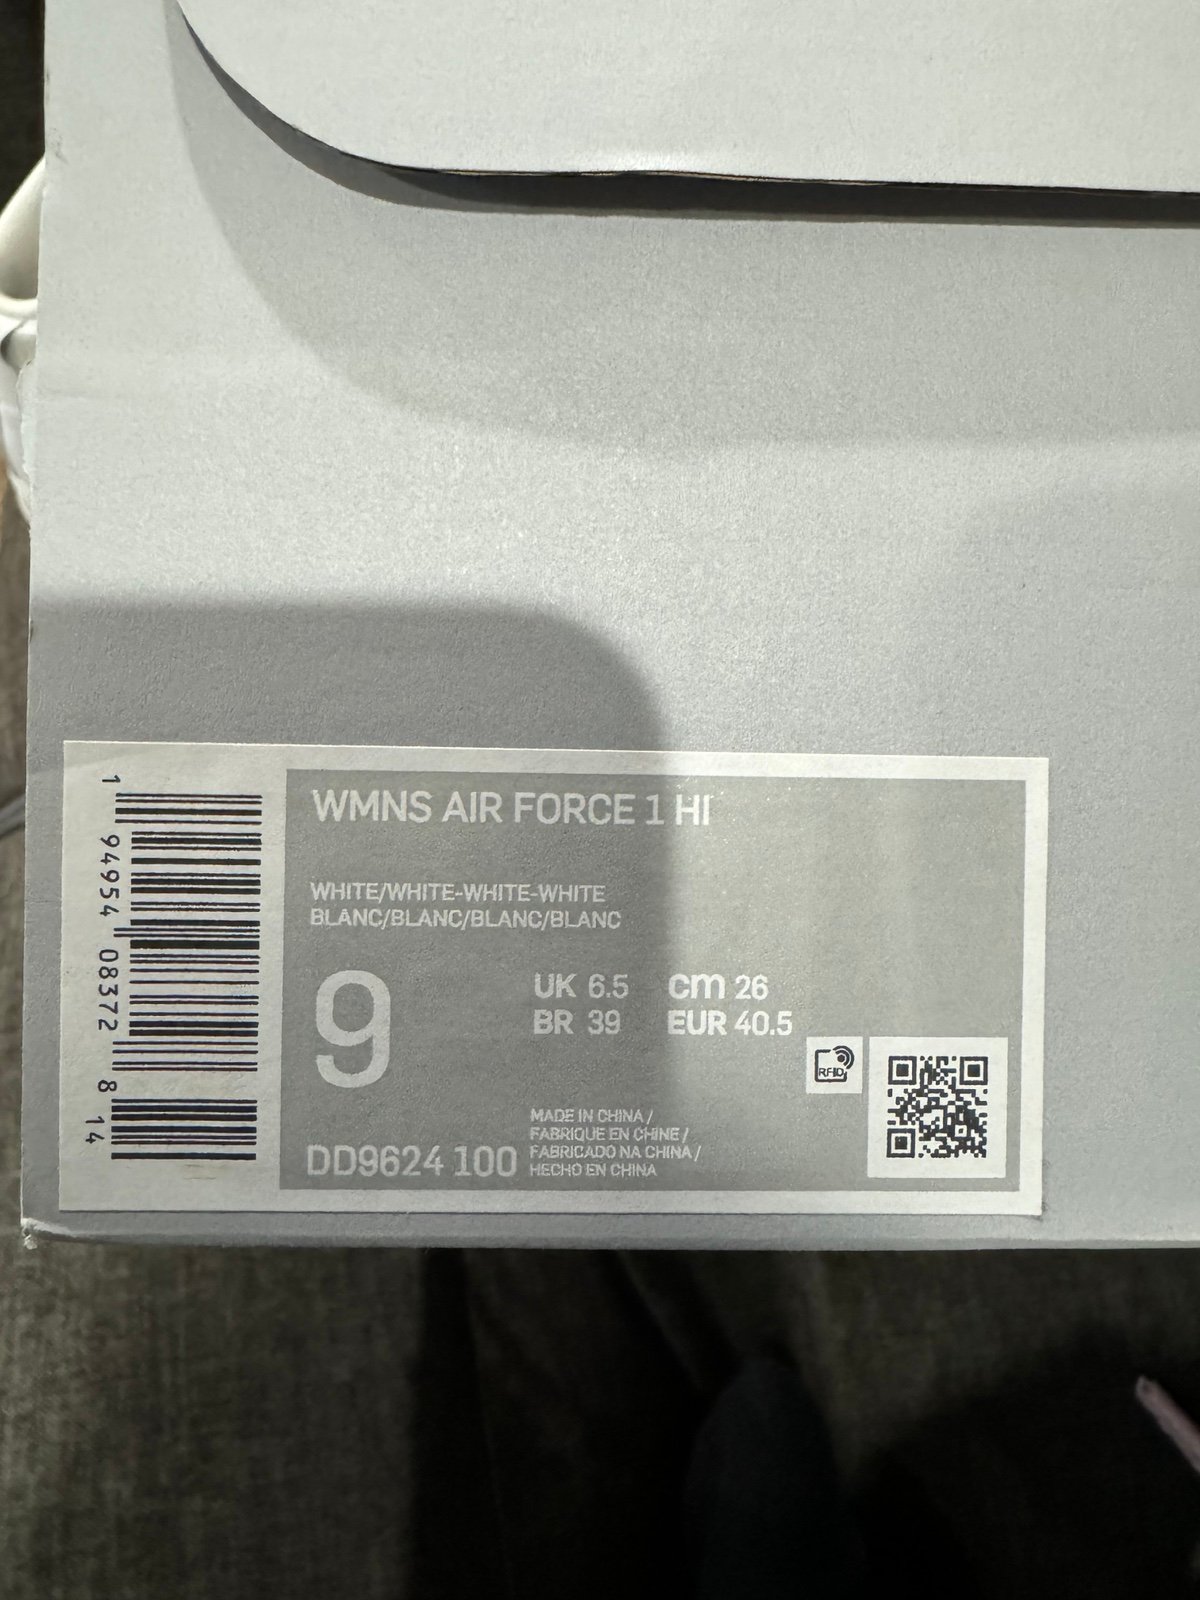 1 94954 08372 8 14
WMNS AIR FORCE 1 HI
WHITE/WHITE-WHITE-WHITE
BLANC/BLANC/BLANC/BLANC
9
UK 6.5 cm 26
BR 39 EUR 40.5
RFID
DD9624 100
MADE IN CHINA /
FABRIQUE EN CHINE /
FABRICADO NA CHINA /
HECHO EN CHINA